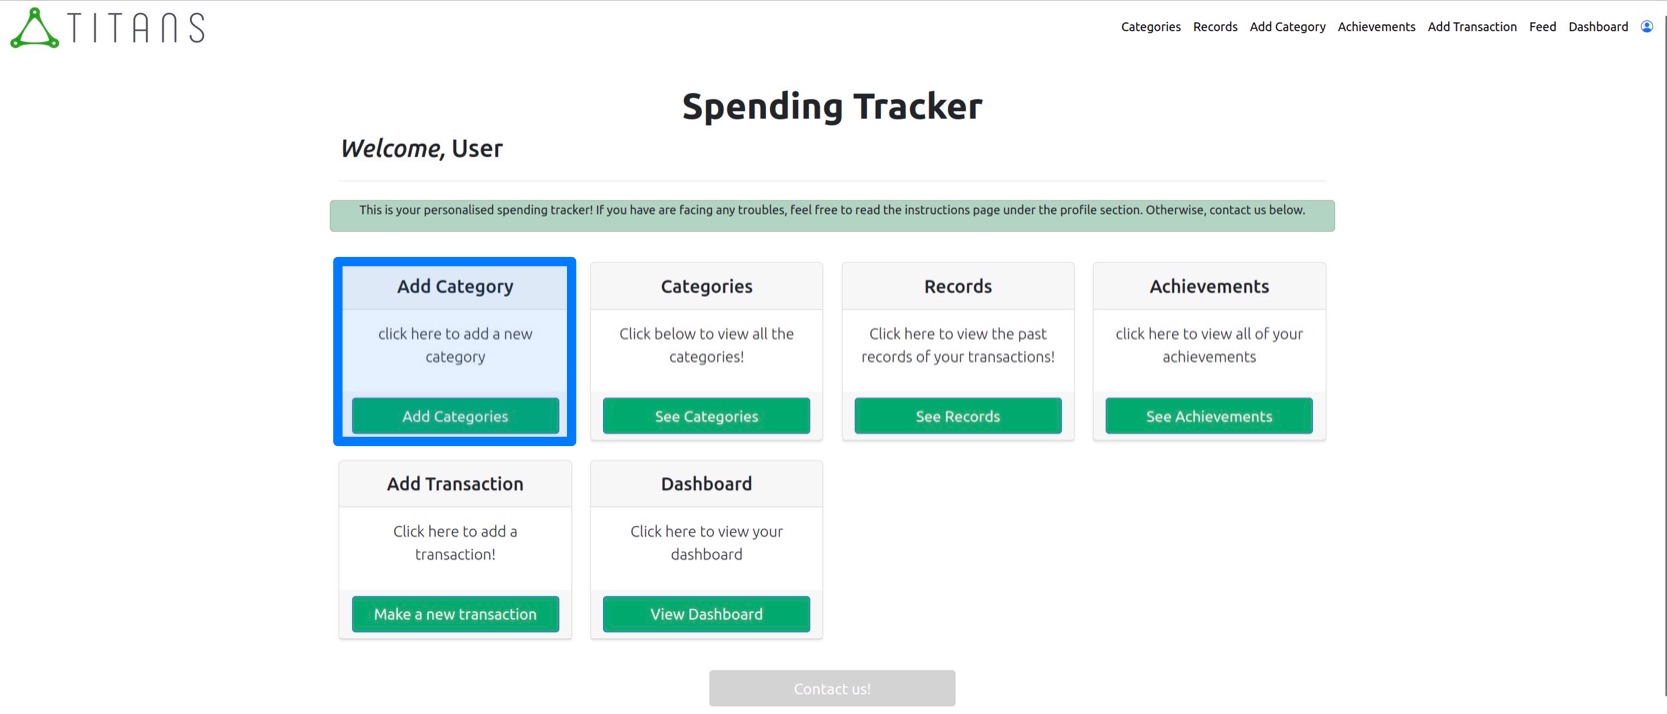 TITANS
Categories Records Add Category Achievements Add Transaction Feed Dashboard
Spending Tracker
Welcome, User
This is your personalised spending tracker! If you have are facing any troubles, feel free to read the instructions page under the profile section. Otherwise, contact us below.
Add Category
click here to add a new
category
Add Categories
Categories
Click below to view all the
categories!
See Categories
Records
Click here to view the past
records of your transactions!
See Records
Achievements
click here to view all of your
achievements
See Achievements
Add Transaction
Click here to add a
transaction!
Make a new transaction
Dashboard
Click here to view your
dashboard
View Dashboard
Contact us!